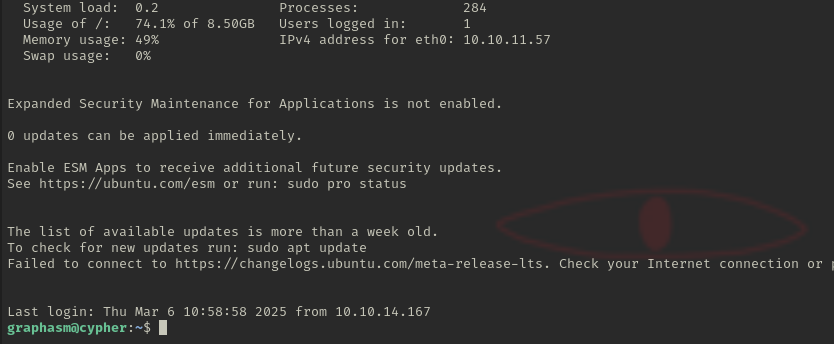 System load: 0.2 Processes: 284
Usage of /: 74.1% of 8.50GB Users logged in: 1
Memory usage: 49% IPv4 address for eth0: 10.10.11.57
Swap usage: 0%
Expanded Security Maintenance for Applications is not enabled.
0 updates can be applied immediately.
Enable ESM Apps to receive additional future security updates.
See https://ubuntu.com/esm or run: sudo pro status
The list of available updates is more than a week old.
To check for new updates run: sudo apt update
Failed to connect to https://changelogs.ubuntu.com/meta-release-lts. Check your Internet connection or
Last login: Thu Mar 6 10:58:58 2025 from 10.10.14.167
graphasm@cypher:~$